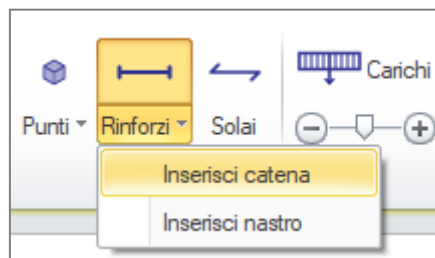 Carichi
Punti Rinforzi Solai
Inserisci catena
Inserisci nastro